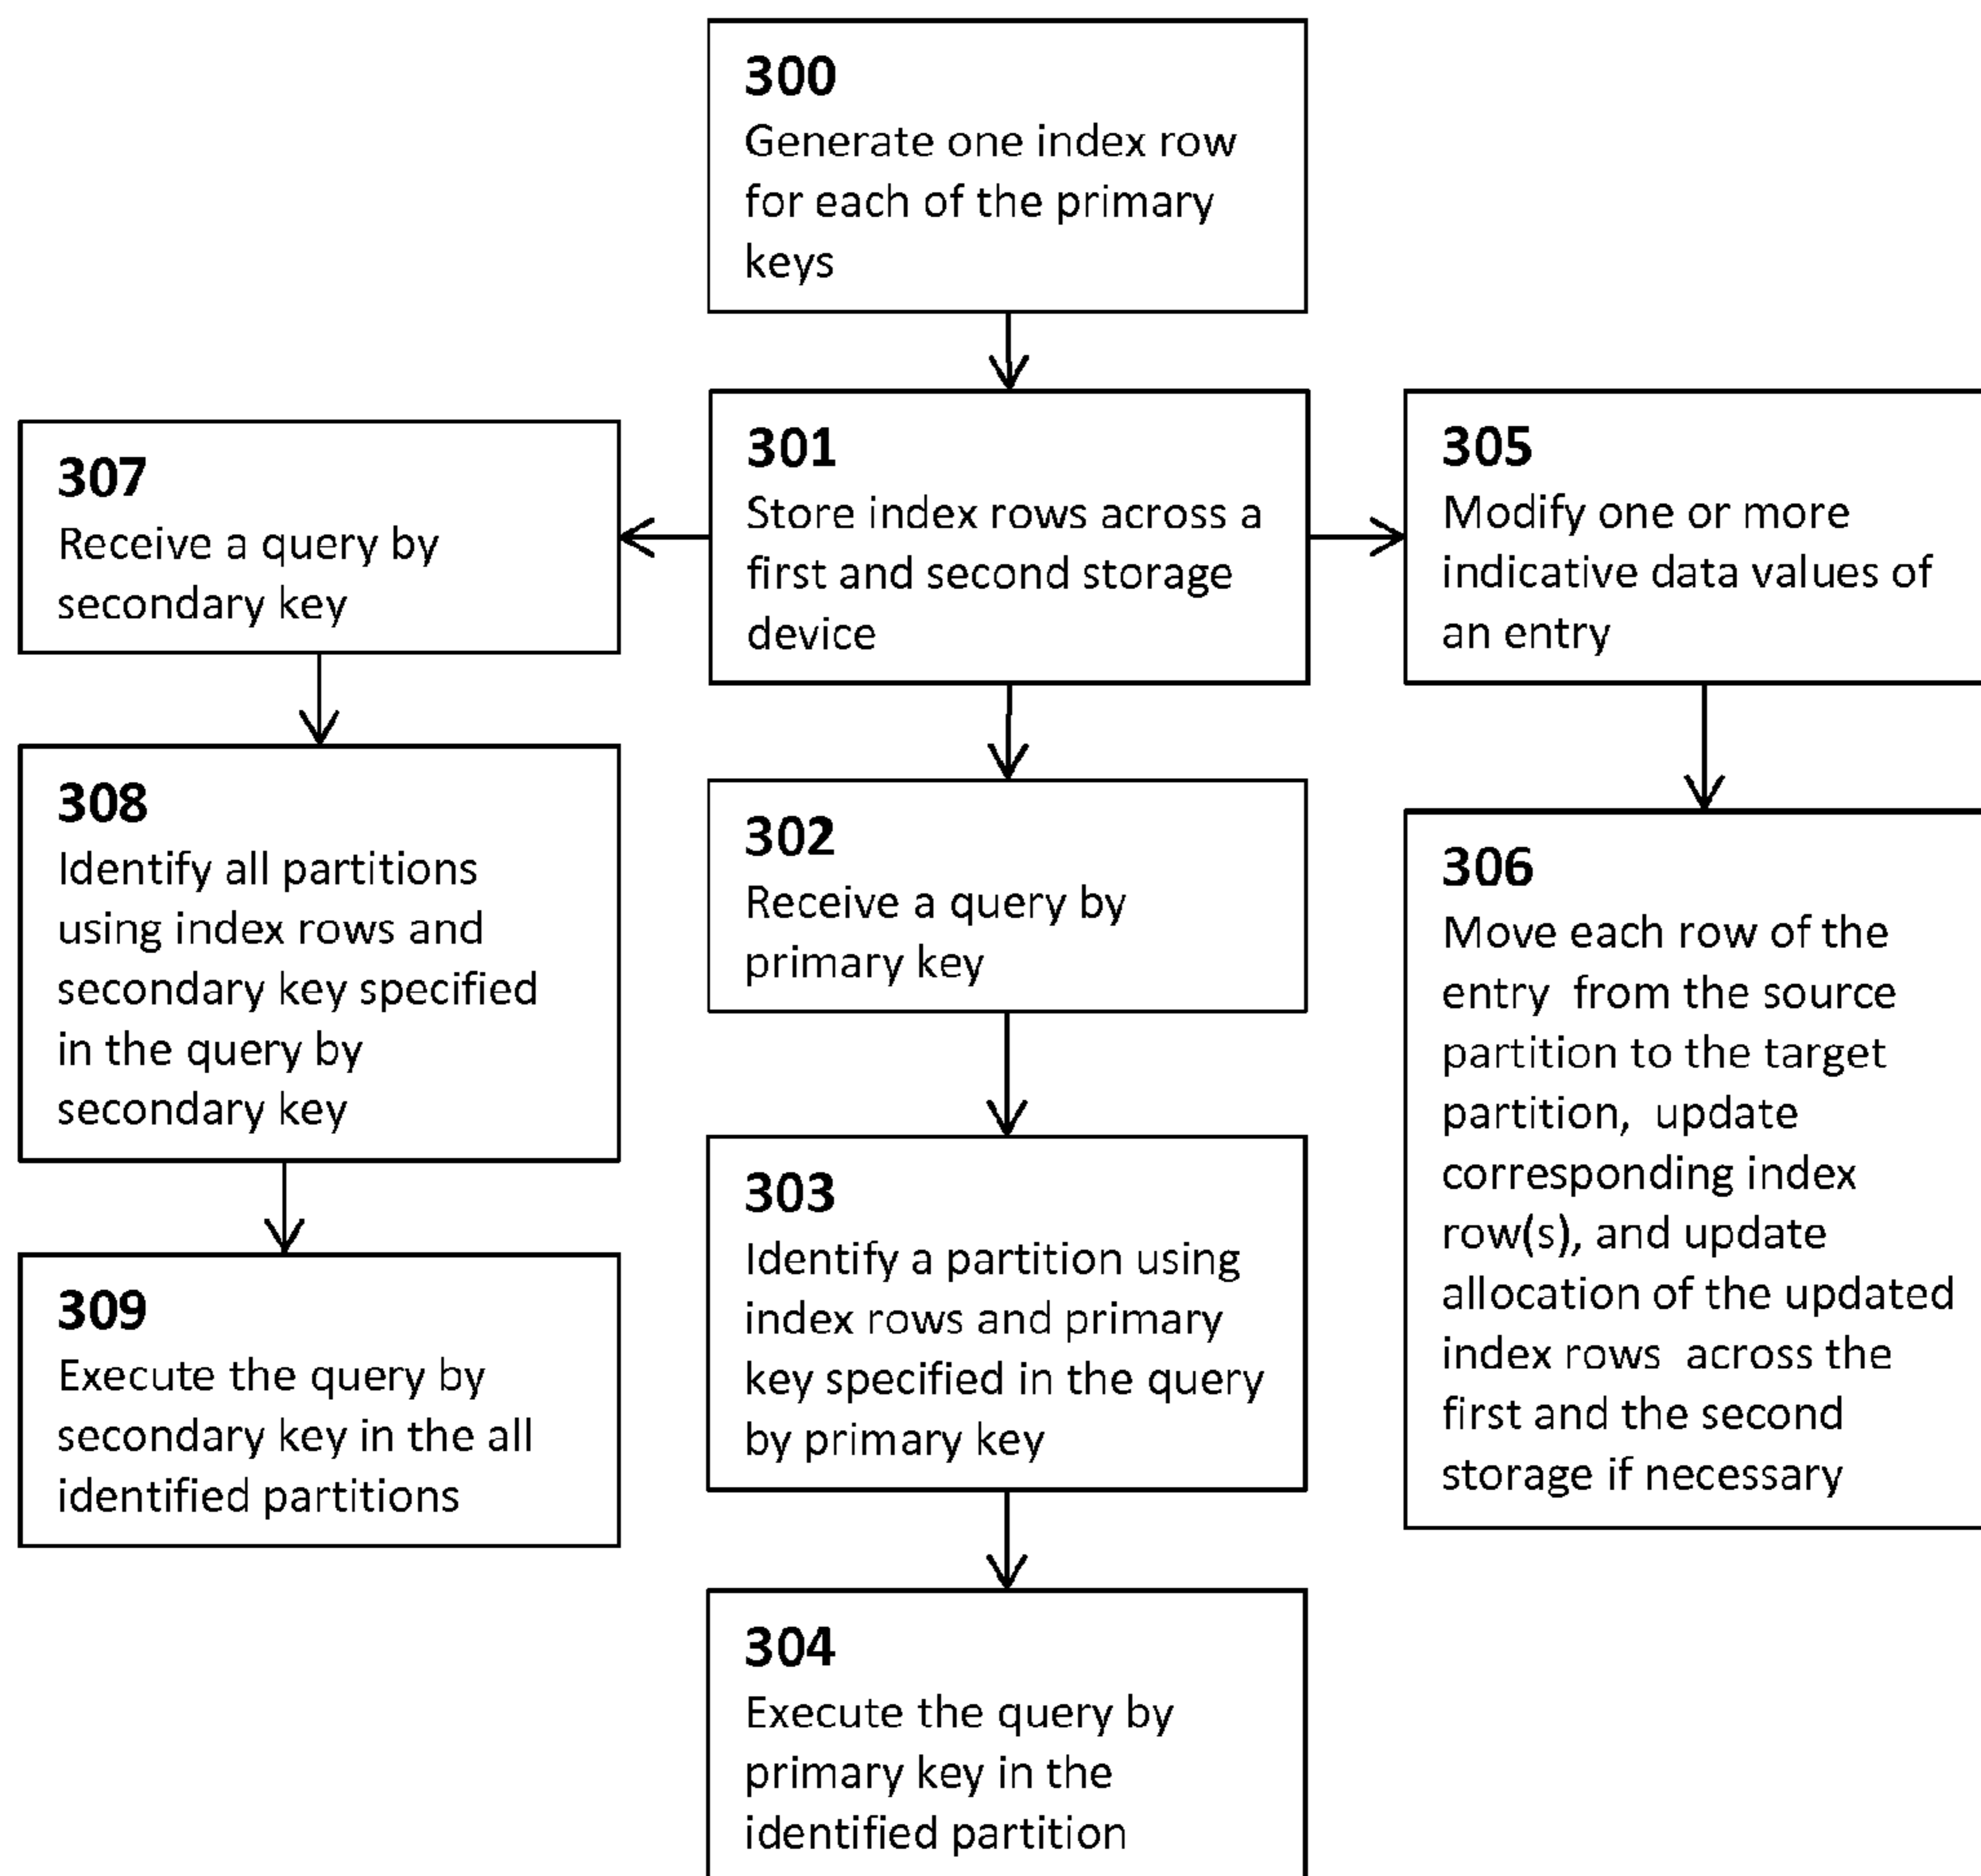 300
Generate one index row
for each of the primary
keys
301
Store index rows across a
first and second storage
device
307
Receive a query by
secondary key
305
Modify one or more
indicative data values of
an entry
308
Identify all partitions
using index rows and
secondary key specified
in the query by
secondary key
302
Receive a query by
primary key
306
Move each row of the
entry from the source
partition to the target
partition, update
corresponding index
row(s), and update
allocation of the updated
index rows across the
first and the second
storage if necessary
303
Identify a partition using
index rows and primary
key specified in the query
by primary key
309
Execute the query by
secondary key in the all
identified partitions
304
Execute the query by
primary key in the
identified partition